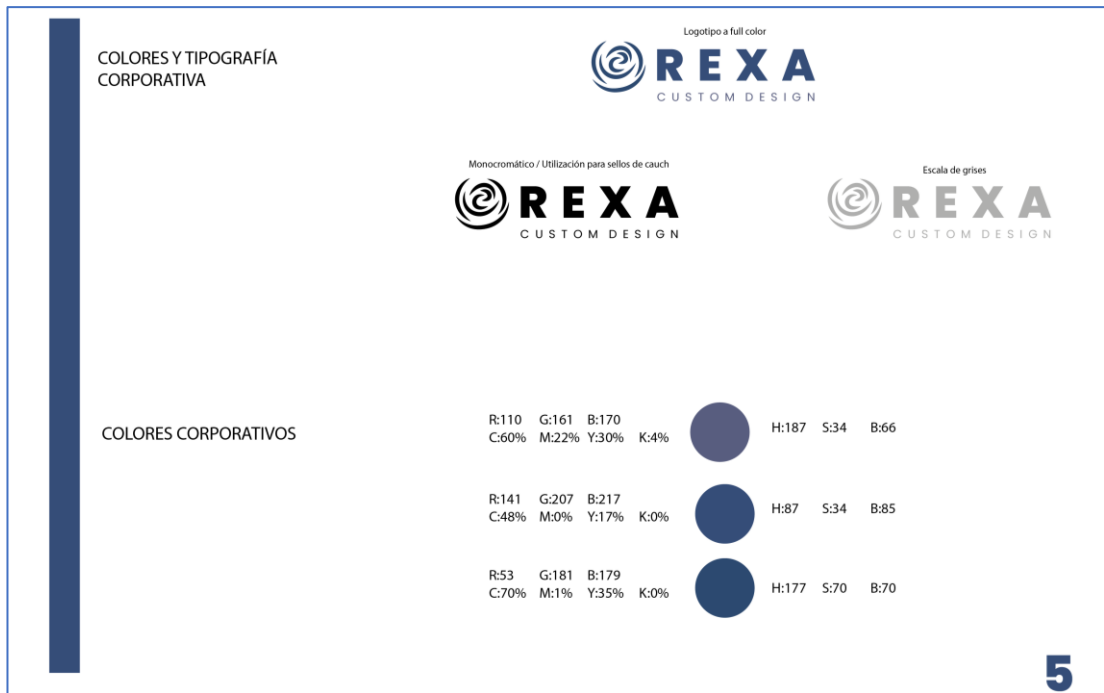 COLORES Y TIPOGRAFÍA
CORPORATIVA
Logotipo a full color
REXA
CUSTOM DESIGN
Monocromático / Utilización para sellos de cauch
REXA
CUSTOM DESIGN
Escala de grises
REXA
CUSTOM DESIGN
COLORES CORPORATIVOS
R:110 G:161 B:170
C:60% M:22% Y:30% K:4%
H:187 S:34 B:66
R:141 G:207 B:217
C:48% M:0% Y:17% K:0%
H:87 S:34 B:85
R:53 G:181 B:179
C:70% M:1% Y:35% K:0%
H:177 S:70 B:70
5